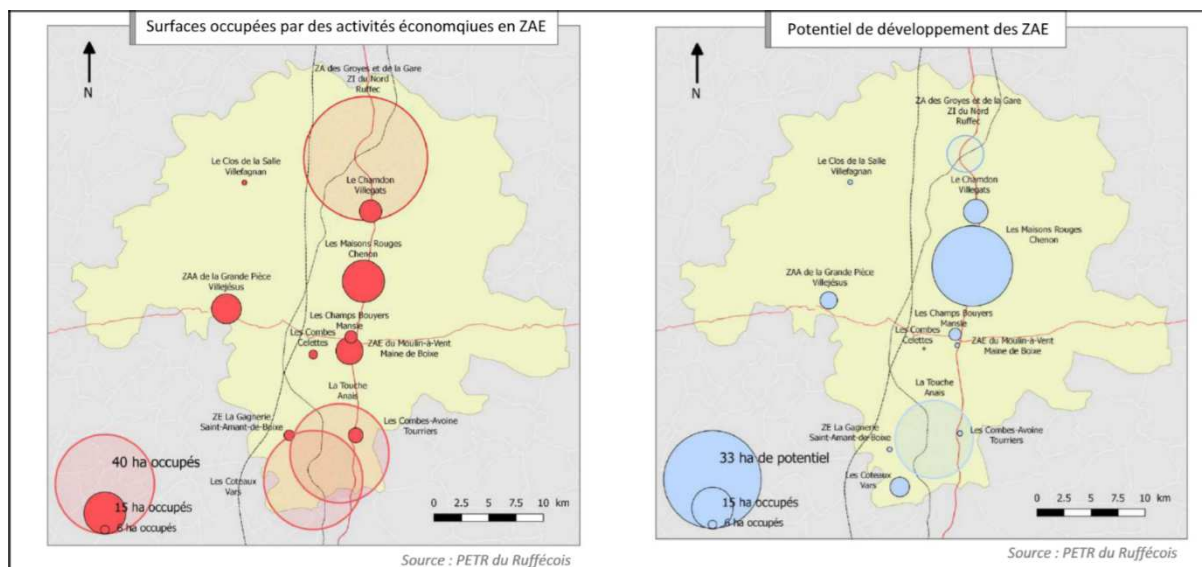 Surfaces occupées par des activités économbiques en ZAE
N
ZA des Groyes et de la Gare
ZI du Nord
Ruffec
Le Clos de la Salle
Villefagnan
Le Chamdon
Villegats
Les Maisons Rouges
Chenon
ZAA de la Grande Pièce
Villejésus
Les Champs Bouyers
Mansle
Les Combes
Celettes
ZAE du Moulin-à-Vent
Maine de Boixe
La Touche
Anais
ZE La Gagnerie
Saint-Amant-de-Boixe
Les Combes-Avoine
Tourriers
Les Coteaux
Vars
40 ha occupés
15 ha occupés
6 ha occupés
0 2.5 5 7.5 10 km
Source : PETR du Ruffécois
Potentiel de développement des ZAE
N
ZA des Groyes et de la Gare
ZI du Nord
Ruffec
Le Clos de la Salle
Villefagnan
Le Chamdon
Villegats
Les Maisons Rouges
Chenon
ZAA de la Grande Pièce
Villejésus
Les Champs Bouyers
Mansle
Les Combes
Celettes
ZAE du Moulin-à-Vent
Maine de Boixe
La Touche
Anais
ZE La Gagnerie
Saint-Amant-de-Boixe
Les Combes-Avoine
Tourriers
Les Coteaux
Vars
33 ha de potentiel
15 ha occupés
6 ha occupés
0 2.5 5 7.5 10 km
Source : PETR du Ruffécois